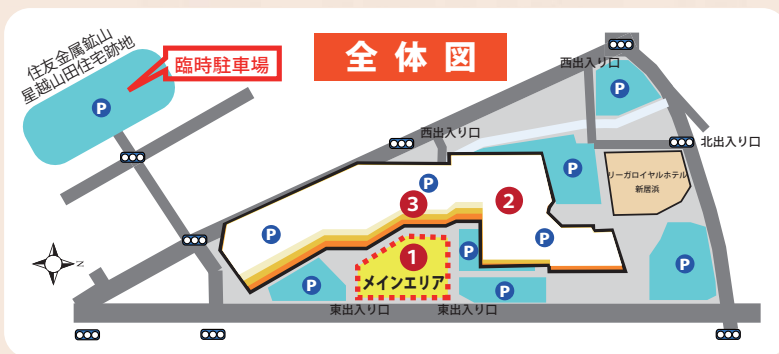 全体図
住友金属鉱山
星越山田住宅跡地
臨時駐車場
P
西出入り口
P
西出入り口
北出入り口
P
P
リーガロイヤルホテル
新居浜
3
2
P
P
1
メインエリア
P
P
P
P
N
東出入り口
東出入り口